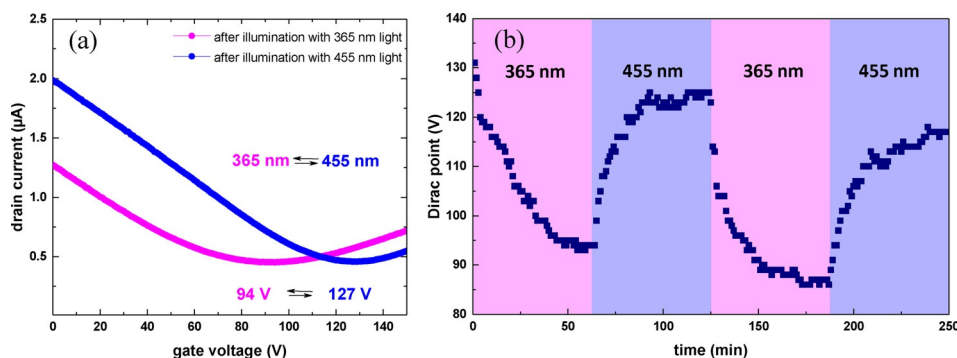 (a)
after illumination with 365 nm light
after illumination with 455 nm light
2.5
2.0
1.5
1.0
0.5
drain current (µA)
365 nm ⇄ 455 nm
94 V ⇄ 127 V
0 20 40 60 80 100 120 140
gate voltage (V)
(b)
365 nm 455 nm 365 nm 455 nm
140
130
120
110
100
90
80
Dirac point (V)
0 50 100 150 200 250
time (min)